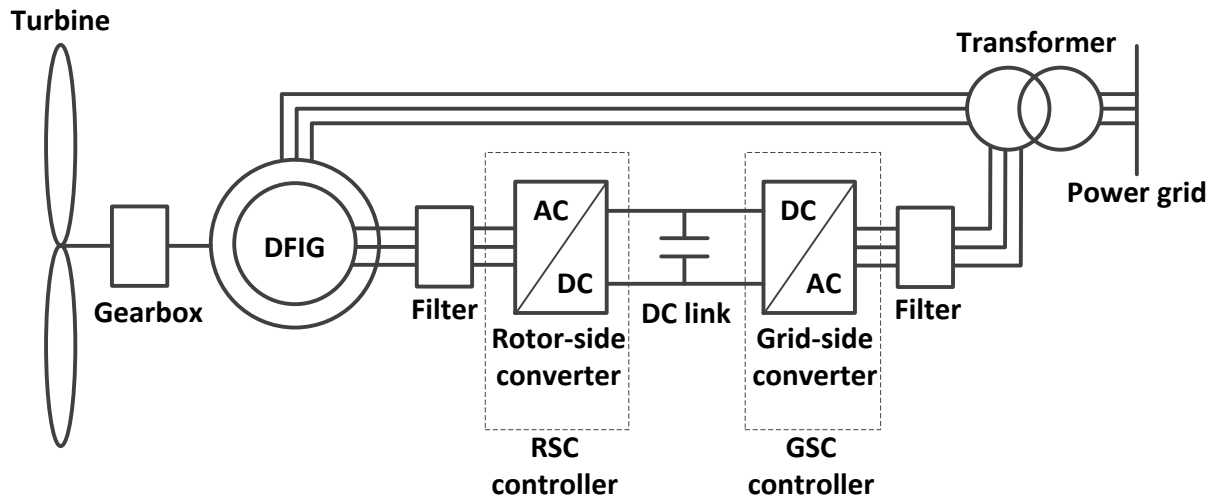 Turbine
Transformer
Power grid
DFIG
AC
DC
DC
AC
Gearbox
Filter
DC link
Filter
Rotor-side
converter
Grid-side
converter
RSC
controller
GSC
controller